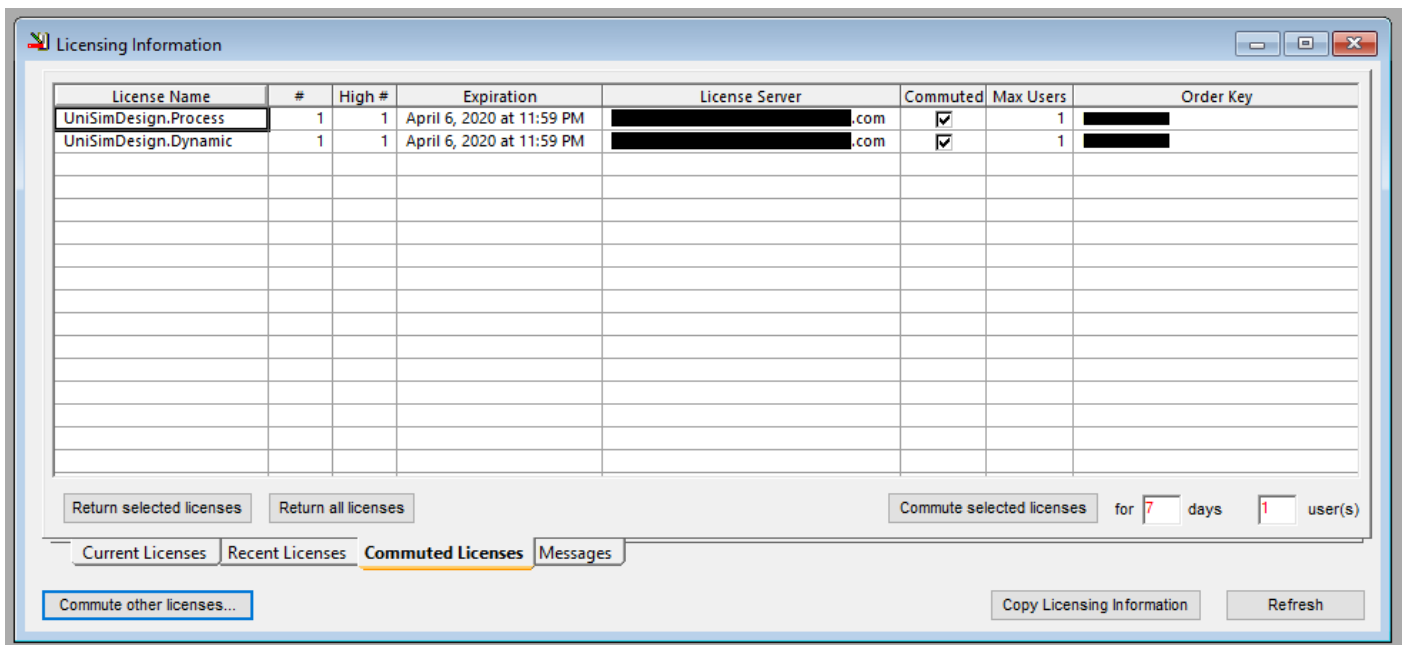 Licensing Information
License Name # High # Expiration License Server Commuted Max Users Order Key
UniSimDesign.Process 1 1 April 6, 2020 at 11:59 PM .com 1
UniSimDesign.Dynamic 1 1 April 6, 2020 at 11:59 PM .com 1
Return selected licenses Return all licenses Commute selected licenses for 7 days 1 user(s)
Current Licenses Recent Licenses Commuted Licenses Messages
Commute other licenses... Copy Licensing Information Refresh